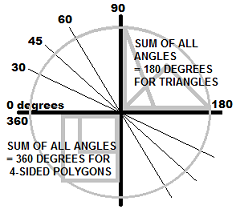 90
60
45
30
SUM OF ALL
ANGLES
= 180 DEGREES
FOR TRIANGLES
0 degrees
180
360
SUM OF ALL ANGLES
= 360 DEGREES FOR
4-SIDED POLYGONS